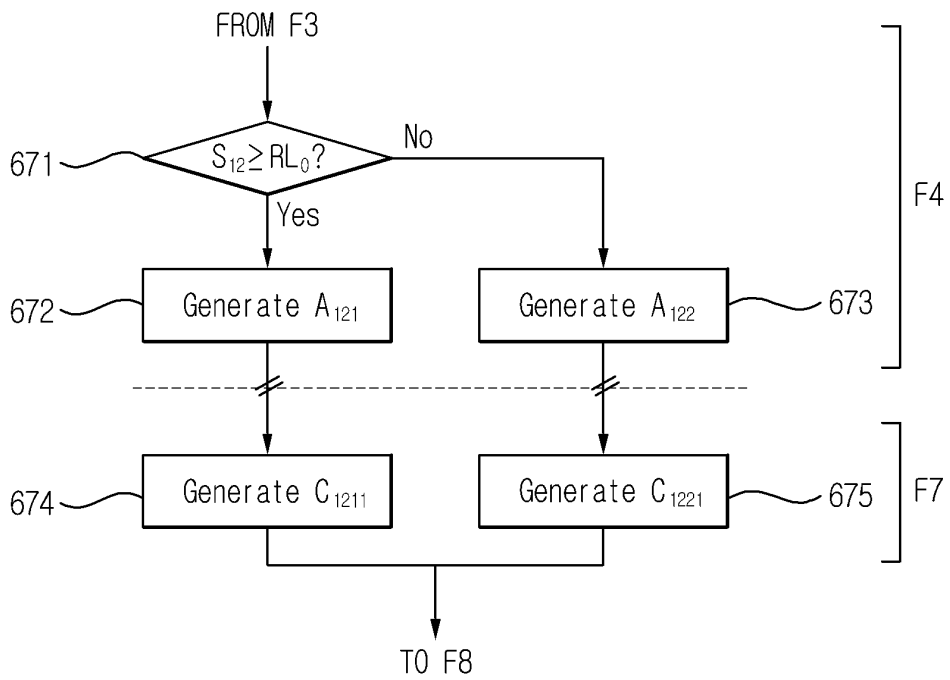 FROM F3
No
671
S₁₂≥RL₀?
Yes
F4
672
Generate A₁₂₁
Generate A₁₂₂
673
674
Generate C₁₂₁₁
Generate C₁₂₂₁
675
F7
TO F8